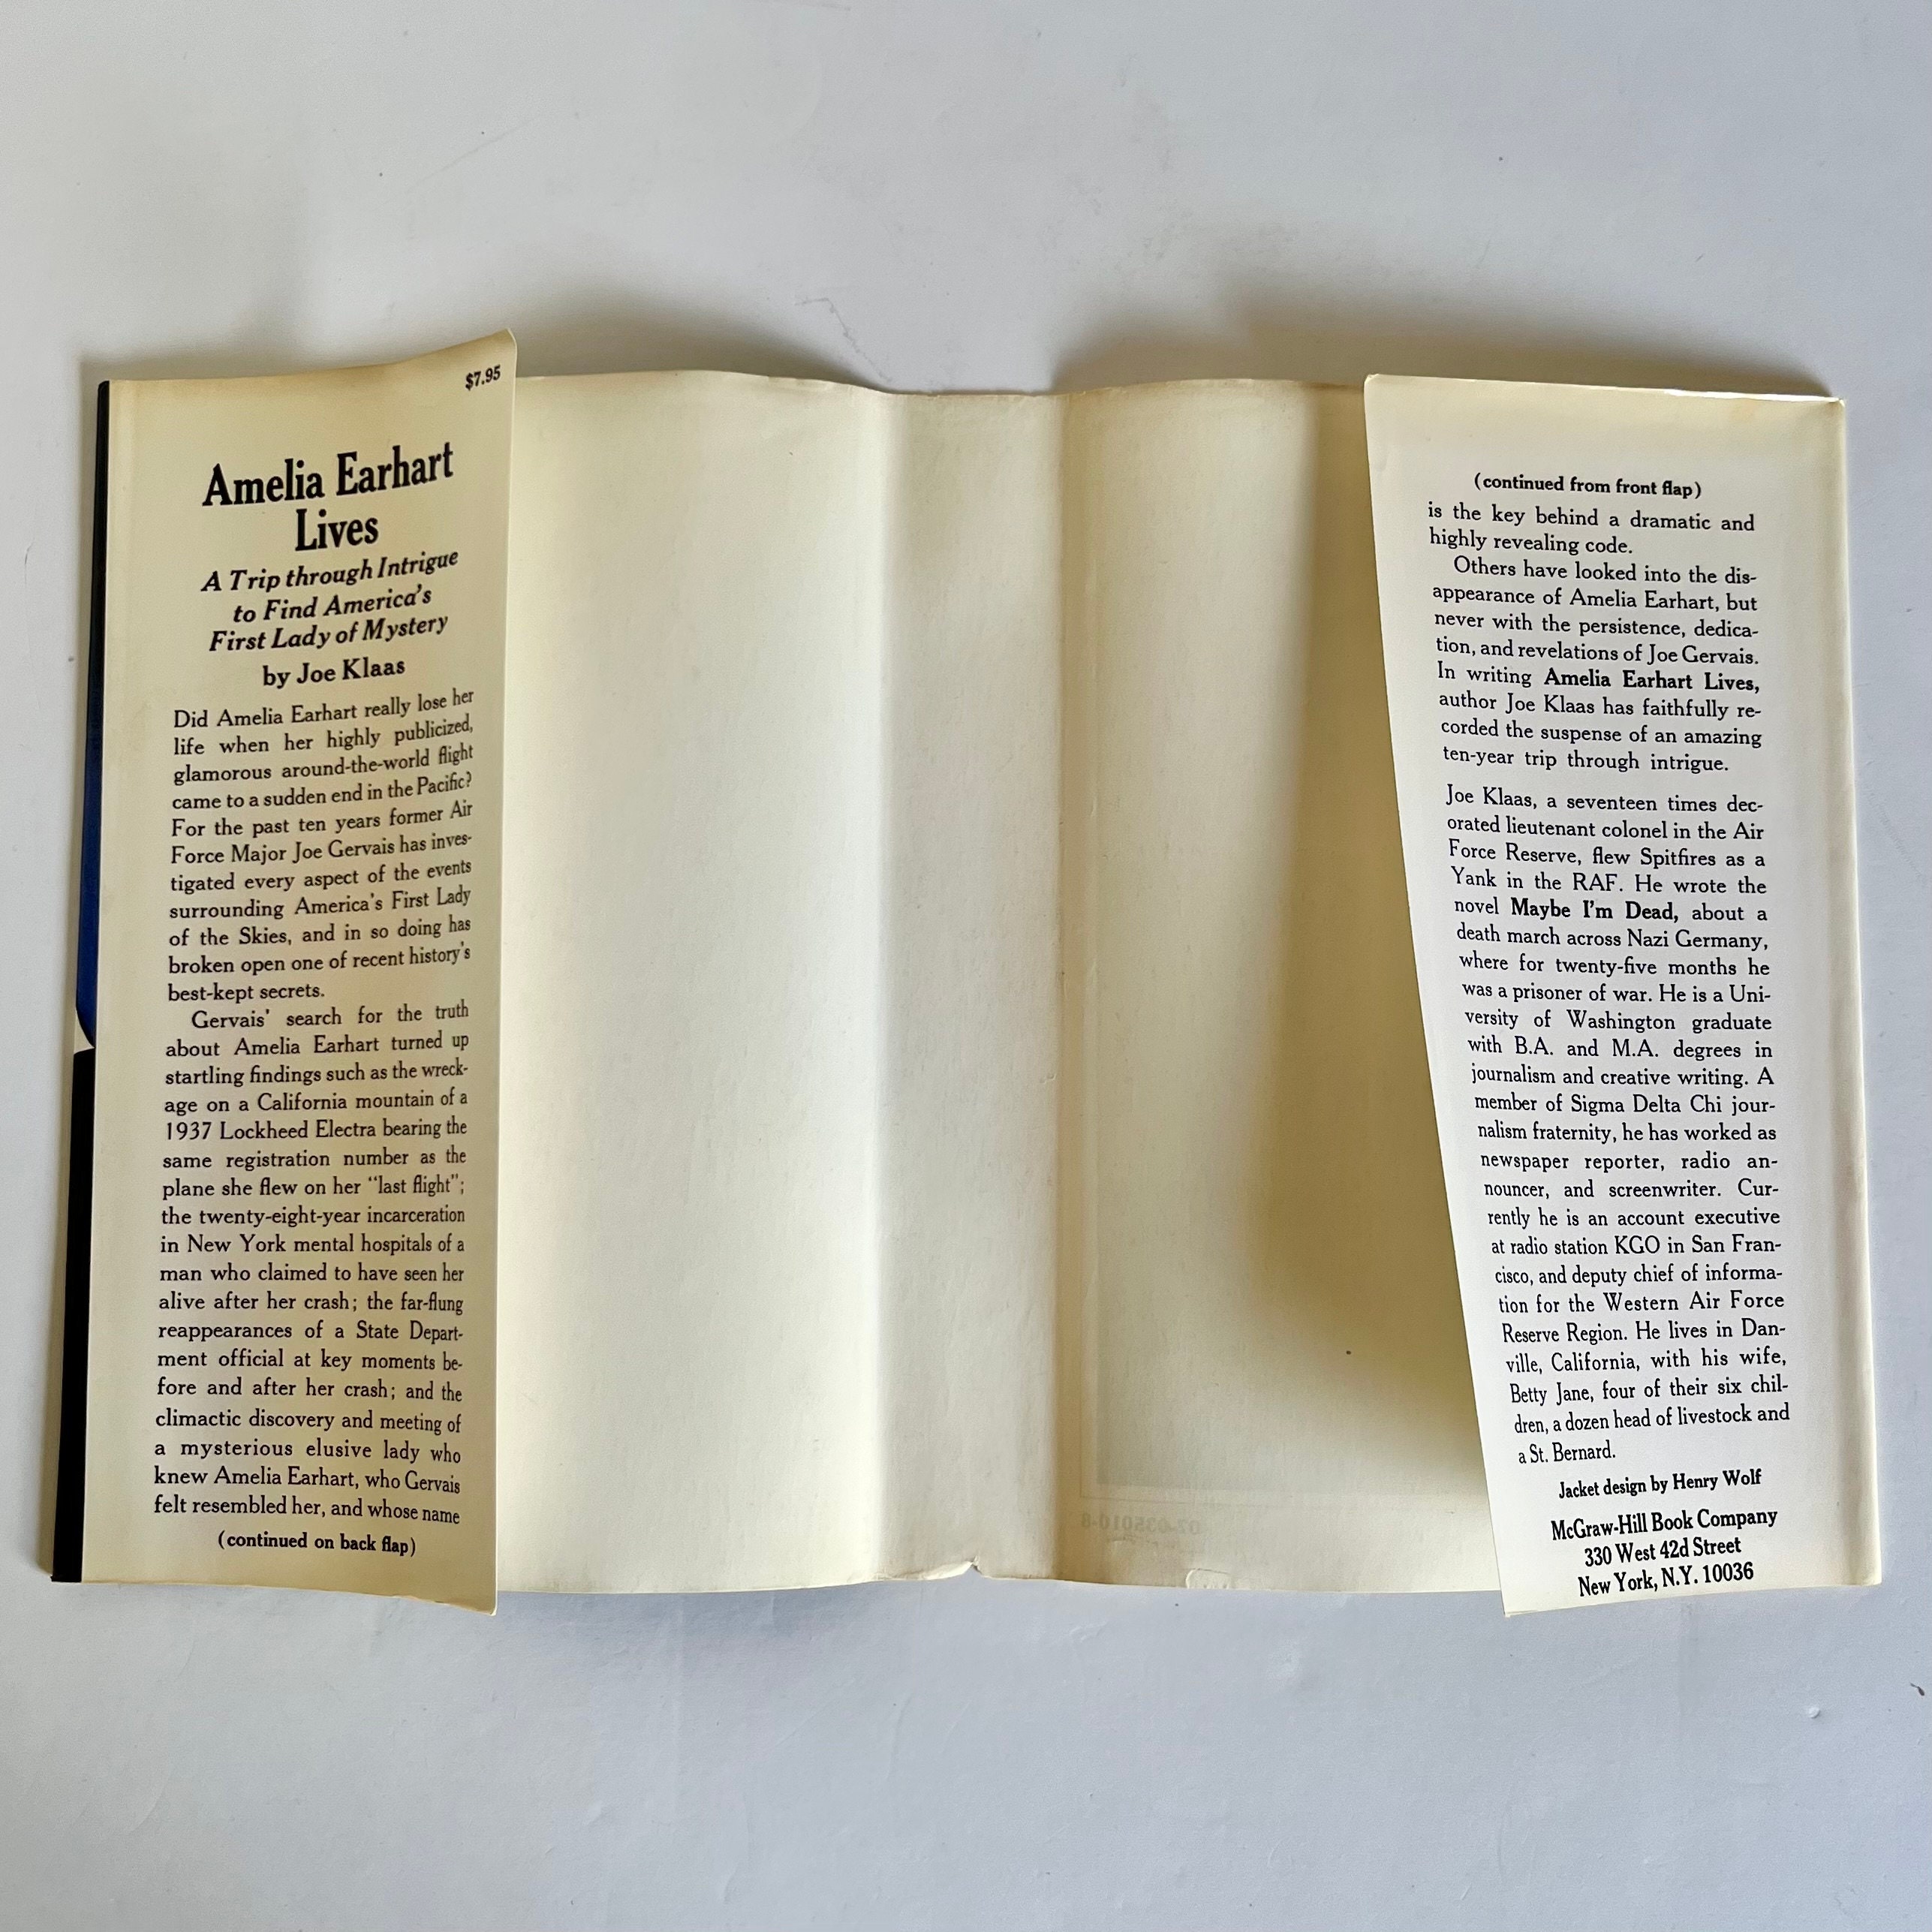 $7.95
Amelia Earhart
Lives
A Trip through Intrigue
to Find America's
First Lady of Mystery
by Joe Klaas
Did Amelia Earhart really lose her
life when her highly publicized,
glamorous around-the-world flight
came to a sudden end in the Pacific?
For the past ten years former Air
Force Major Joe Gervais has inves-
tigated every aspect of the events
surrounding America's First Lady
of the Skies, and in so doing has
broken open one of recent history's
best-kept secrets.
Gervais' search for the truth
about Amelia Earhart turned up
startling findings such as the wreck-
age on a California mountain of a
1937 Lockheed Electra bearing the
same registration number as the
plane she flew on her "last flight";
the twenty-eight-year incarceration
in New York mental hospitals of a
man who claimed to have seen her
alive after her crash; the far-flung
reappearances of a State Depart-
ment official at key moments be-
fore and after her crash; and the
climactic discovery and meeting of
a mysterious elusive lady who
knew Amelia Earhart, who Gervais
felt resembled her, and whose name
(continued on back flap)
07-035010-8
(continued from front flap)
is the key behind a dramatic and
highly revealing code.
Others have looked into the dis-
appearance of Amelia Earhart, but
never with the persistence, dedica-
tion, and revelations of Joe Gervais.
In writing Amelia Earhart Lives,
author Joe Klaas has faithfully re-
corded the suspense of an amazing
ten-year trip through intrigue.
Joe Klaas, a seventeen times dec-
orated lieutenant colonel in the Air
Force Reserve, flew Spitfires as a
Yank in the RAF. He wrote the
novel Maybe I'm Dead, about a
death march across Nazi Germany,
where for twenty-five months he
was a prisoner of war. He is a Uni-
versity of Washington graduate
with B.A. and M.A. degrees in
journalism and creative writing. A
member of Sigma Delta Chi jour-
nalism fraternity, he has worked as
newspaper reporter, radio an-
nouncer, and screenwriter. Cur-
rently he is an account executive
at radio station KGO in San Fran-
cisco, and deputy chief of informa-
tion for the Western Air Force
Reserve Region. He lives in Dan-
ville, California, with his wife,
Betty Jane, four of their six chil-
dren, a dozen head of livestock and
a St. Bernard.
Jacket design by Henry Wolf
McGraw-Hill Book Company
330 West 42d Street
New York, N.Y. 10036